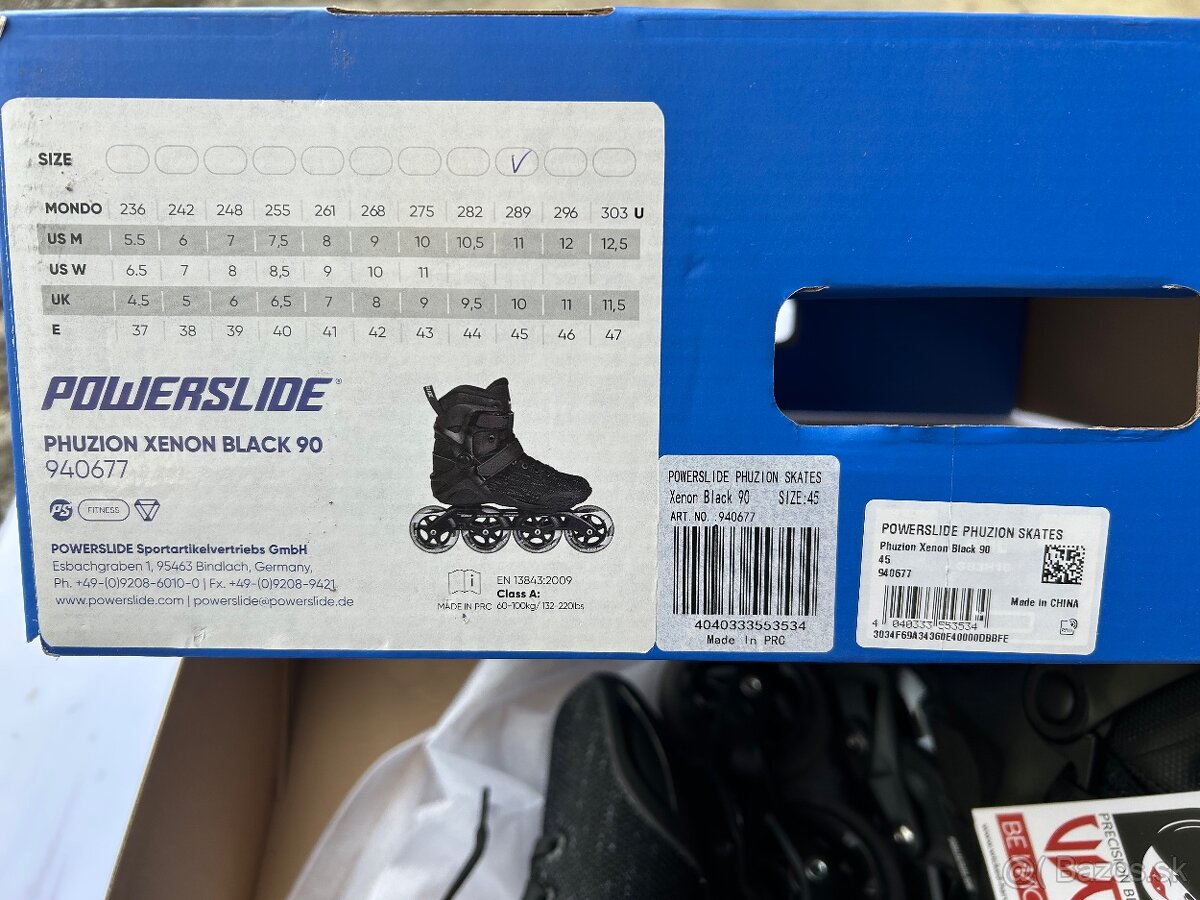 SIZE
MONDO 236 242 248 255 261 268 275 282 289 296 303 U
US M 5.5 6 7 7,5 8 9 10 10,5 11 12 12,5
US W 6.5 7 8 8,5 9 10 11
UK 4.5 5 6 6,5 7 8 9 9,5 10 11 11,5
E 37 38 39 40 41 42 43 44 45 46 47
POWERSLIDE®
PHUZION XENON BLACK 90
940677
PS FITNESS
POWERSLIDE Sportartikelvertriebs GmbH
Esbachgraben 1, 95463 Bindlach, Germany,
Ph. +49-(0)9208-6010-0 | Fx. +49-(0)9208-9421
www.powerslide.com | powerslide@powerslide.de
EN 13843:2009
Class A:
MADE IN PRC 60-100kg/ 132-220lbs
POWERSLIDE PHUZION SKATES
Xenon Black 90 SIZE:45
ART. NO. 940677
4040333553534
Made In PRC
POWERSLIDE PHUZION SKATES
Phuzion Xenon Black 90
45
940677
Made in CHINA
4 040333 553534
3034F69A34360E40000DBBFE
PRECISION
BE
Bazos.sk